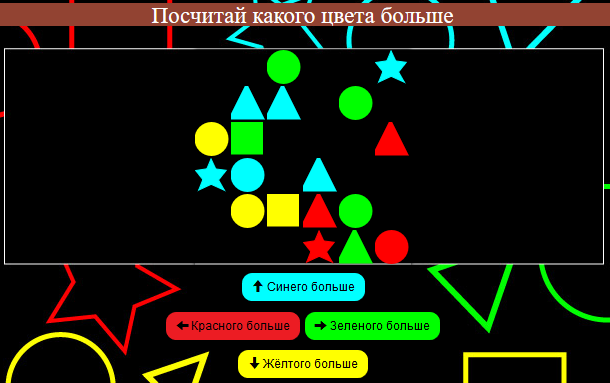 Посчитай какого цвета больше
↑ Синего больше
← Красного больше
→ Зеленого больше
↓ Жёлтого больше